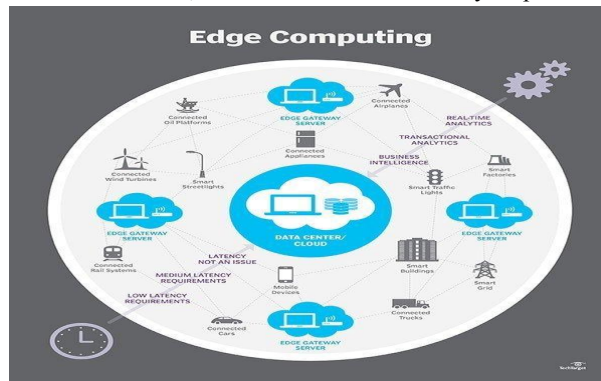 Edge Computing
Connected
Oil Platforms
EDGE GATEWAY
SERVER
Connected
Airplanes
REAL-TIME
ANALYTICS
TRANSACTIONAL
ANALYTICS
Connected
Appliances
BUSINESS
INTELLIGENCE
Connected
Wind Turbines
Smart
Streetlights
Smart Traffic
Lights
Smart
Factories
EDGE GATEWAY
SERVER
DATA CENTER/
CLOUD
EDGE GATEWAY
SERVER
LATENCY
NOT AN ISSUE
Connected
Rail Systems
MEDIUM LATENCY
REQUIREMENTS
Mobile
Devices
Smart
Buildings
Smart
Grid
LOW LATENCY
REQUIREMENTS
Connected
Cars
EDGE GATEWAY
SERVER
Connected
Trucks
TechTarget